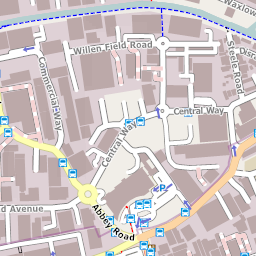 Waxlow
Willen Field Road
Commercial Way
Steele Road
Central Way
Central Way
Avenue
Abbey Road
P